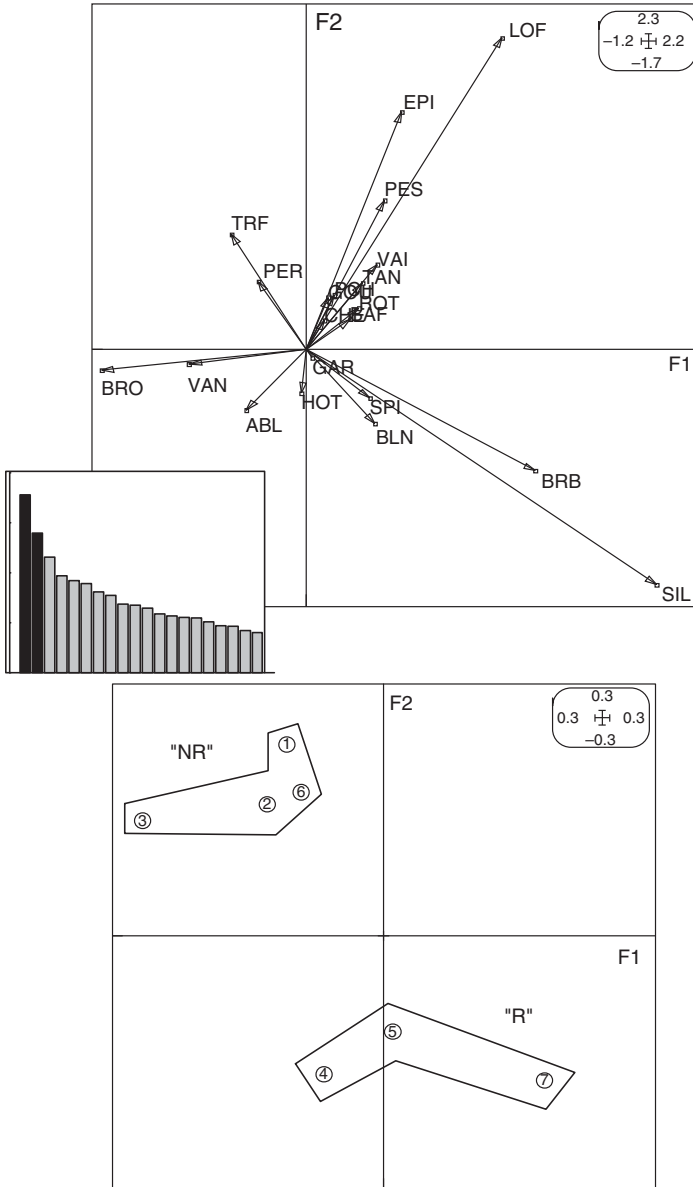 F2
2.3
−1.2 2.2
−1.7
LOF
EPI
PES
TRF
PER
VAI
TAN
ROT
CHE
GAR
F1
BRO
VAN
ABL
HOT
SPI
BLN
BRB
SIL
F2
0.3
0.3 0.3
−0.3
"NR"
1
2
6
3
F1
"R"
5
4
7